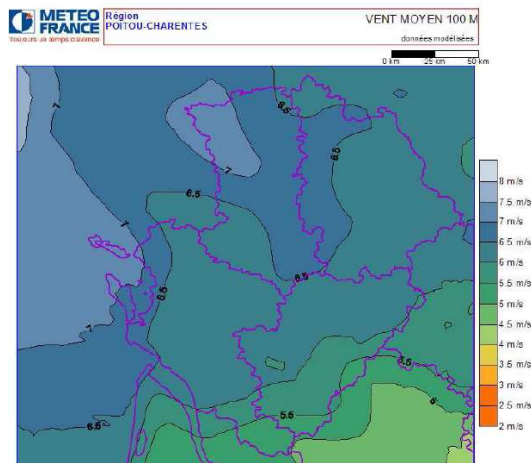 METEO
FRANCE
Toujours un temps d'avance
Région
POITOU-CHARENTES
VENT MOYEN 100 M
données modélisées
0 km 25 km 50 km
7
6.5
7
6.5
6.5
7
6.5
6.5
7
5.5
5.5
6.5
5
8 m/s
7.5 m/s
7 m/s
6.5 m/s
6 m/s
5.5 m/s
5 m/s
4.5 m/s
4 m/s
3.5 m/s
3 m/s
2.5 m/s
2 m/s